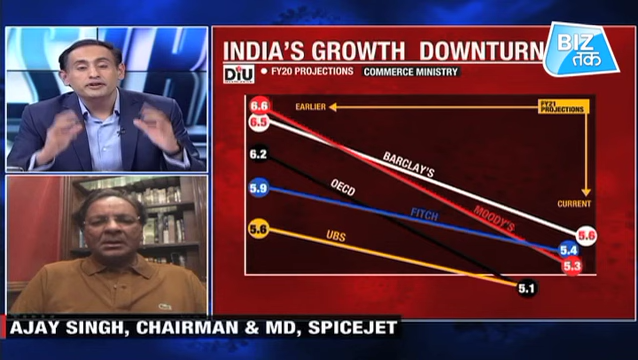 INDIA'S GROWTH DOWNTURN
BIZ
तक
DIU
FY20 PROJECTIONS
COMMERCE MINISTRY
EARLIER
FY21 PROJECTIONS
6.6
6.5
6.2
5.9
5.6
BARCLAY'S
OECD
FITCH
MOODY'S
UBS
CURRENT
5.6
5.4
5.3
5.1
AJAY SINGH, CHAIRMAN & MD, SPICEJET